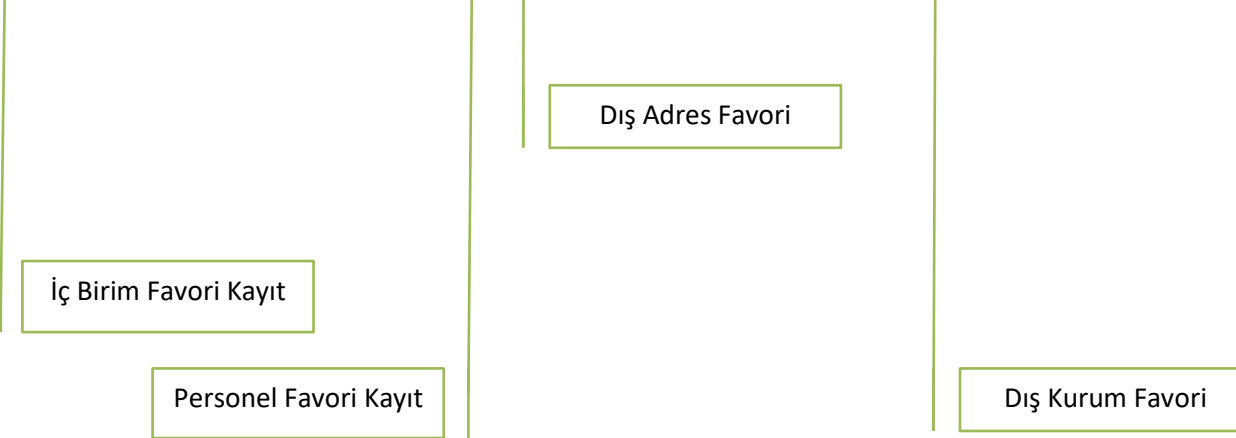 Dış Adres Favori
İç Birim Favori Kayıt
Personel Favori Kayıt
Dış Kurum Favori